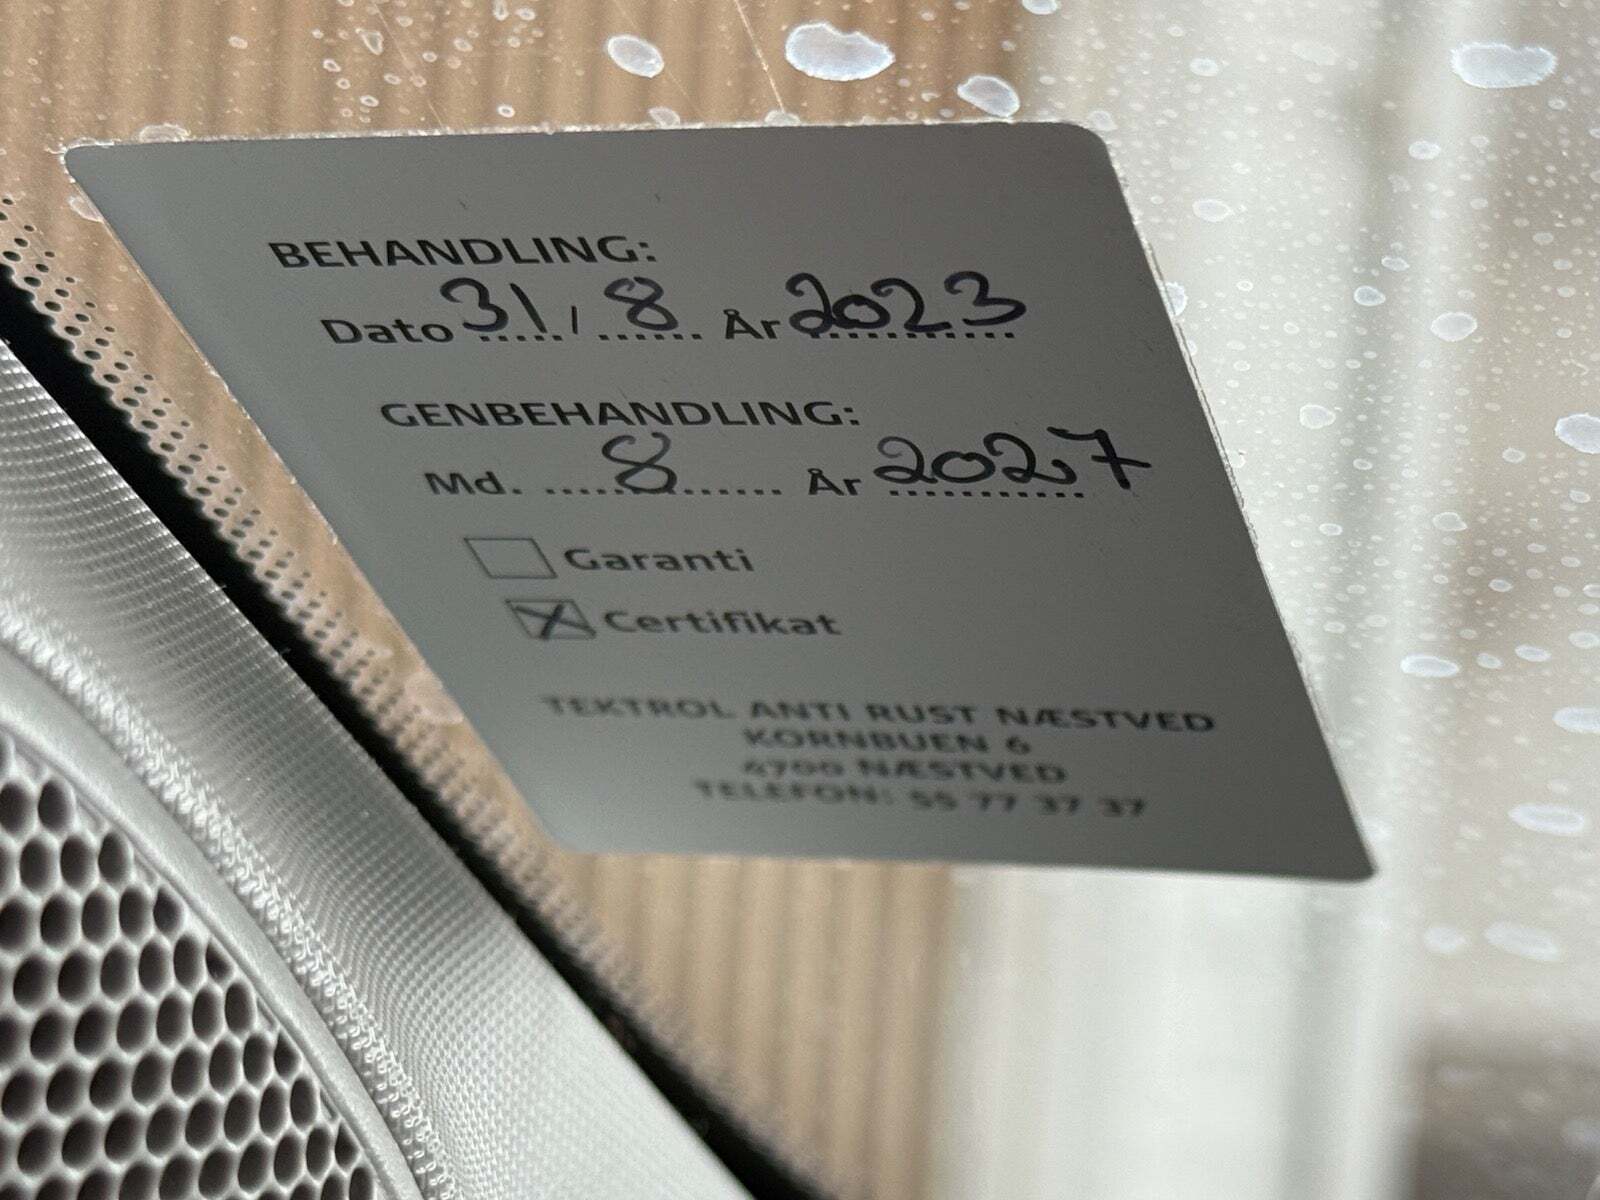 BEHANDLING:
Dato 31 / 8 År 2023
GENBEHANDLING:
Md. 8 År 2027
Garanti
Certifikat
TEKTROL ANTI RUST NÆSTVED
KORNBUEN 6
4700 NÆSTVED
TELEFON: 55 77 37 37